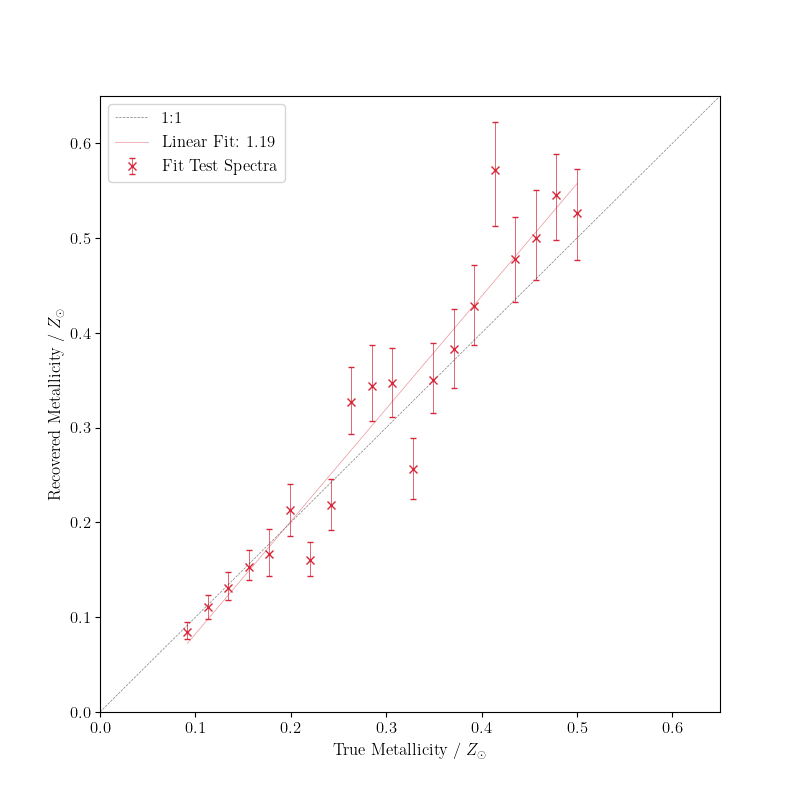 1:1
Linear Fit: 1.19
Fit Test Spectra
0.6
0.5
0.4
0.3
0.2
0.1
0.0
Recovered Metallicity / Z☉
0.0 0.1 0.2 0.3 0.4 0.5 0.6
True Metallicity / Z☉